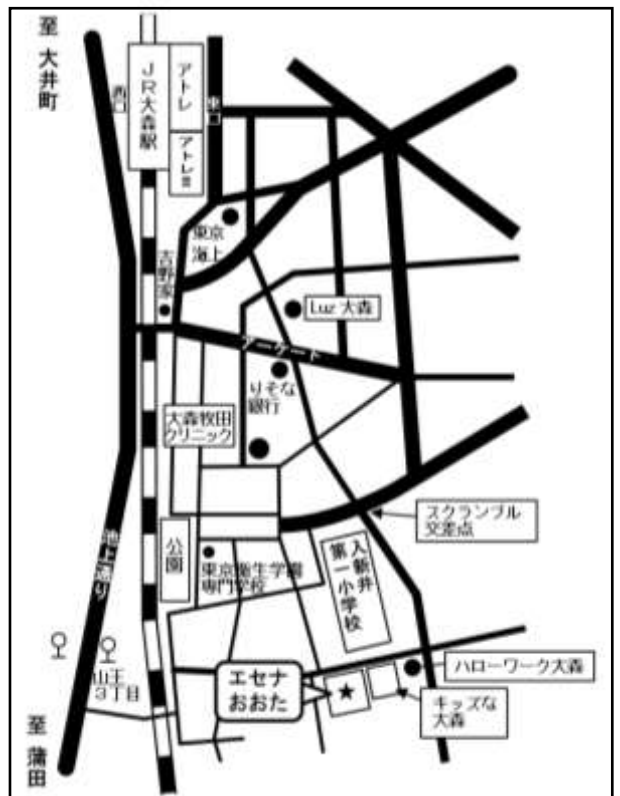 至 大井町
西口
JR大森駅
アトレ
東口
アトレⅡ
東京
海上
吉野家
Luz 大森
アーケード
りそな
銀行
大森牧田
クリニック
スクランブル
交差点
公園
東京衛生学園
専門学校
入新井
第一小学校
池上通り
山王
3丁目
エセナ
おおた
ハローワーク大森
キッズな
大森
至 蒲田